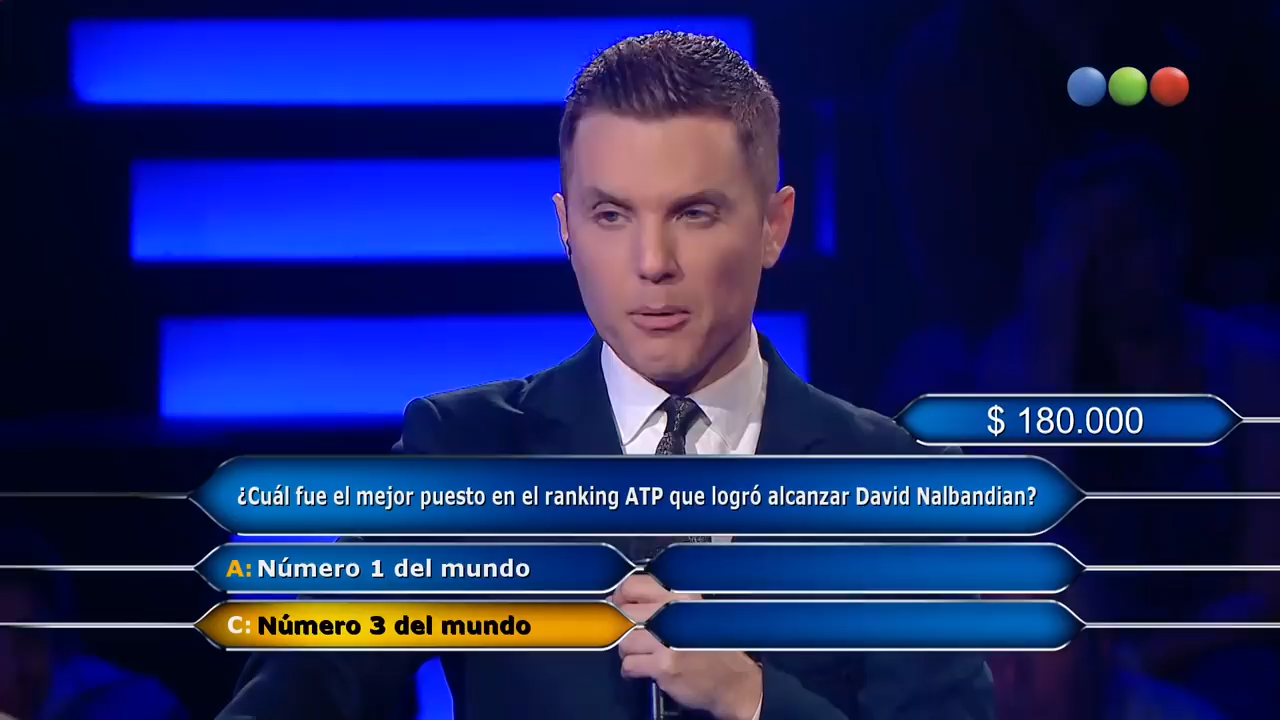 $ 180.000
¿Cuál fue el mejor puesto en el ranking ATP que logró alcanzar David Nalbandian?
A: Número 1 del mundo
C: Número 3 del mundo